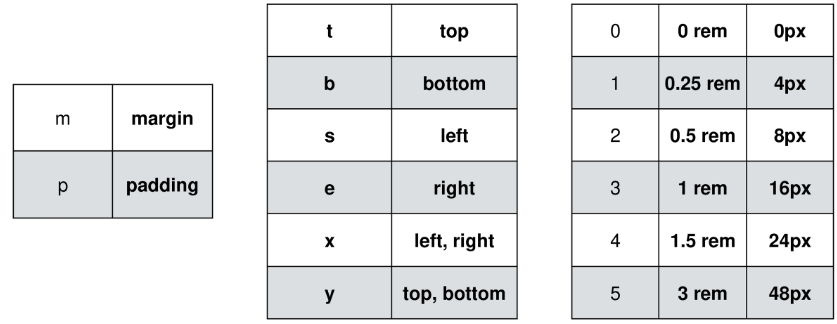 m margin
p padding
t top
b bottom
s left
e right
x left, right
y top, bottom
0 0 rem 0px
1 0.25 rem 4px
2 0.5 rem 8px
3 1 rem 16px
4 1.5 rem 24px
5 3 rem 48px